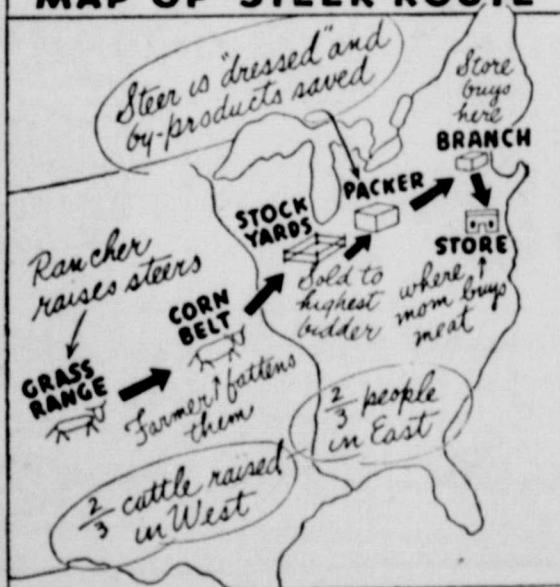 MAP OF STEER ROUTE
Steer is "dressed" and
by-products saved
Store
buys
here
BRANCH
PACKER
STOCK
YARDS
STORE
Rancher
raises steers
Sold to
highest
bidder
where
mom buys
meat
CORN
BELT
GRASS
RANGE
Farmer fattens
them
2/3 people
in East
2/3 cattle raised
in West